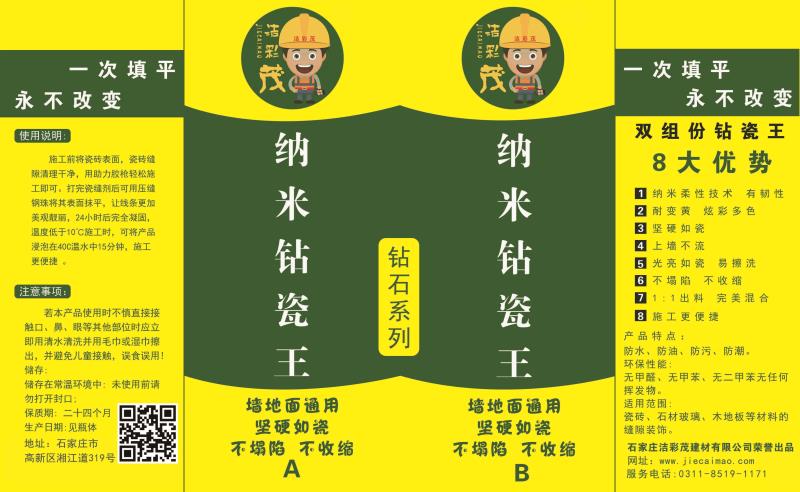 一次填平
永不改变
使用说明:
施工前将瓷砖表面，瓷砖缝
隙清理干净，用助力胶枪轻松施
工即可。打完瓷缝剂后可用压缝
钢珠将其表面抹平，让线条更加
美观靓丽，24小时后完全凝固，
温度低于10℃施工时，可将产品
浸泡在40C温水中15分钟，施工
更便捷 。
注意事项:
若本产品使用时不慎直接接
触口、鼻、眼等其他部位时应立
即用清水清洗并用毛巾或湿巾擦
出，并避免儿童接触，误食误用!
储存:
储存在常温环境中: 未使用前请
勿打开封口;
保质期: 二十四个月
生产日期:见瓶体
地址: 石家庄市
高新区湘江道319号
洁彩茂
JIECAIMAO
洁彩茂
纳米钻瓷王
墙地面通用
坚硬如瓷
不塌陷 不收缩
A
钻石系列
洁彩茂
JIECAIMAO
洁彩茂
纳米钻瓷王
墙地面通用
坚硬如瓷
不塌陷 不收缩
B
一次填平
永不改变
双组份钻瓷王
8大优势
1 纳米柔性技术 有韧性
2 耐变黄 炫彩多色
3 坚硬如瓷
4 上墙不流
5 光亮如瓷 易擦洗
6 不塌陷 不收缩
7 1:1出料 完美混合
8 施工更便捷
产品特点:
防水、防油、防污、防潮。
环保性能:
无甲醛、无甲苯、无二甲苯无任何
挥发物。
适用范围:
瓷砖、石材玻璃、木地板等材料的
缝隙装饰。
石家庄洁彩茂建材有限公司荣誉出品
网址: www.jiecaimao.com
服务电话:0311-8519-1171